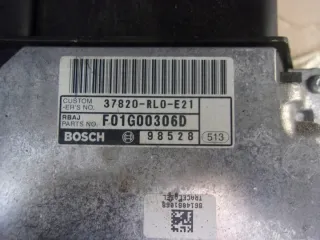 CUSTOM -ER'S NO. 37820-RL0-E21
RBAJ PARTS NO. F01G00306D
BOSCH 98528 513